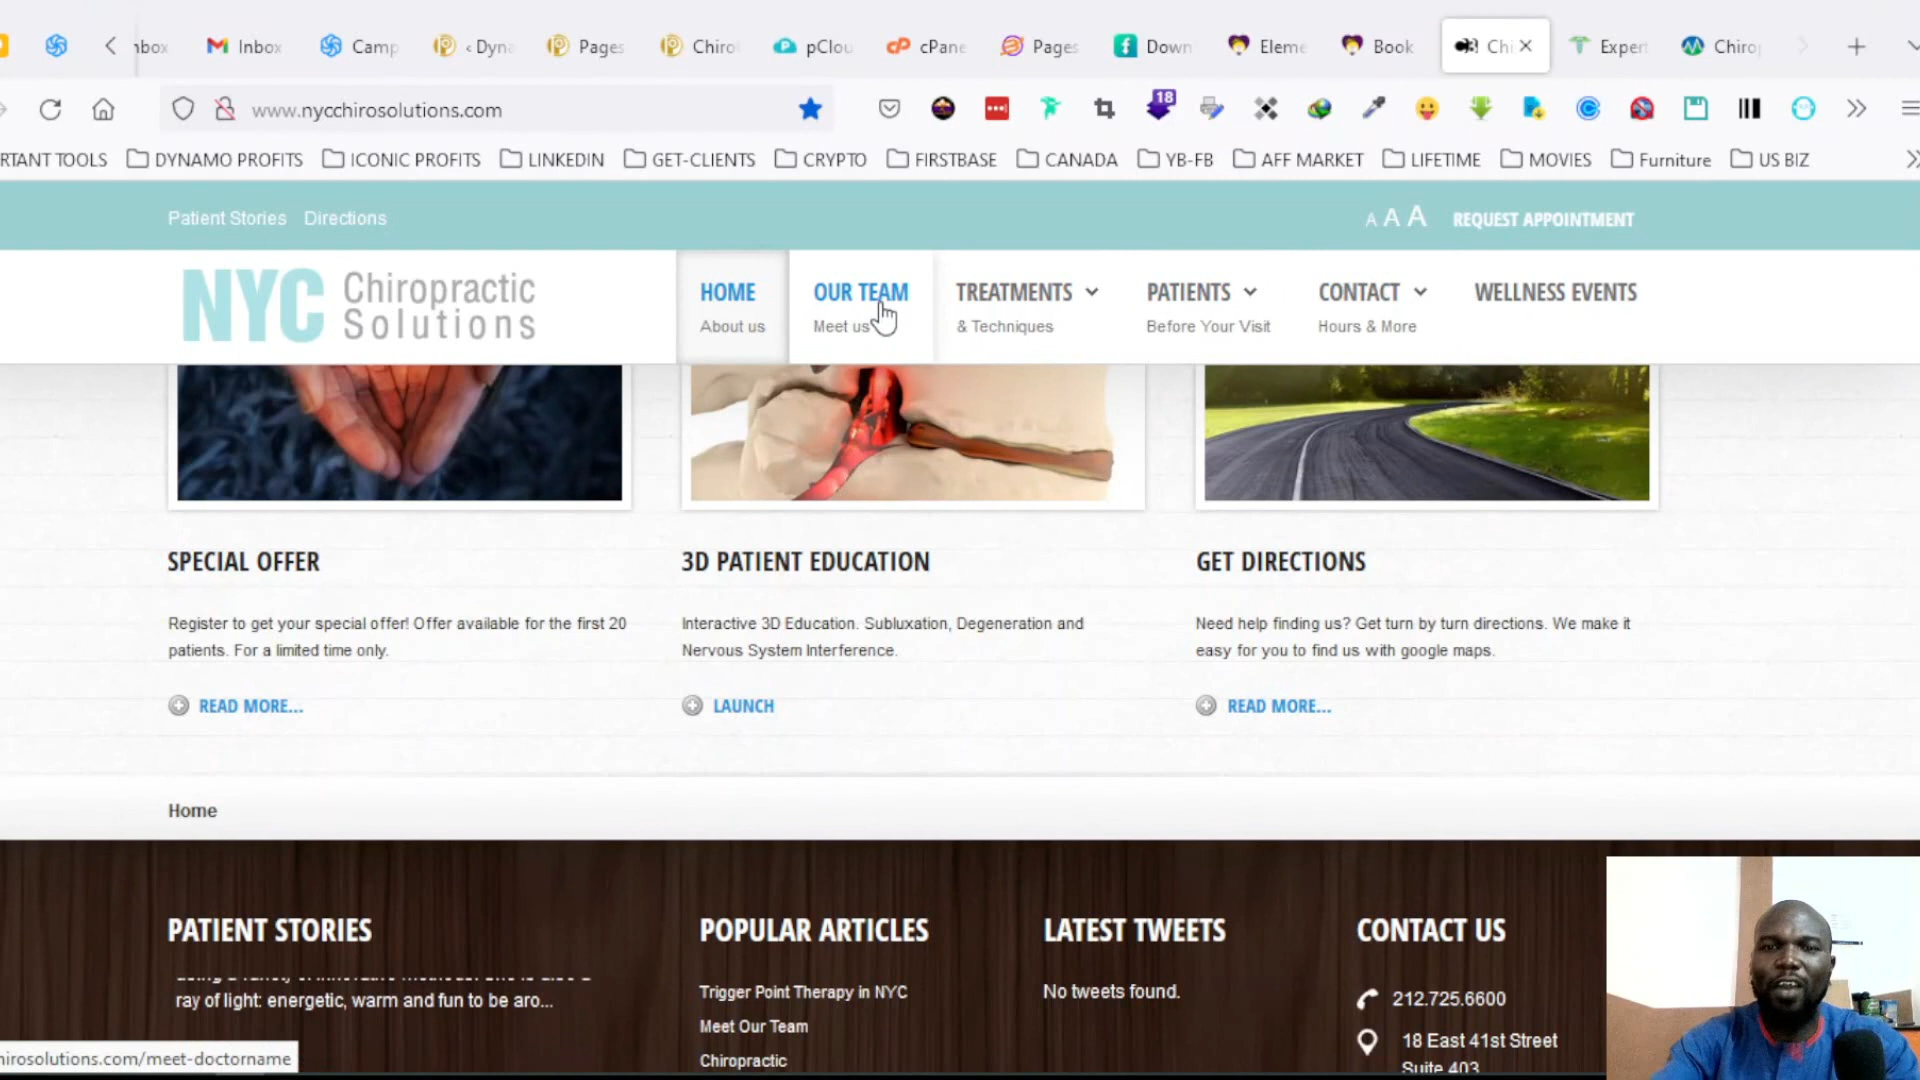 nbox
Inbox
Camp
‹ Dyna
Pages
Chiro
pClou
cPane
Pages
Down
Eleme
Book
Chi
Expert
Chirop
www.nycchirosolutions.com
18
RTANT TOOLS
DYNAMO PROFITS
ICONIC PROFITS
LINKEDIN
GET-CLIENTS
CRYPTO
FIRSTBASE
CANADA
YB-FB
AFF MARKET
LIFETIME
MOVIES
Furniture
US BIZ
Patient Stories Directions
A A A REQUEST APPOINTMENT
NYC Chiropractic
Solutions
HOME
About us
OUR TEAM
Meet us
TREATMENTS
& Techniques
PATIENTS
Before Your Visit
CONTACT
Hours & More
WELLNESS EVENTS
SPECIAL OFFER
Register to get your special offer! Offer available for the first 20
patients. For a limited time only.
READ MORE...
3D PATIENT EDUCATION
Interactive 3D Education. Subluxation, Degeneration and
Nervous System Interference.
LAUNCH
GET DIRECTIONS
Need help finding us? Get turn by turn directions. We make it
easy for you to find us with google maps.
READ MORE...
Home
PATIENT STORIES
ray of light: energetic, warm and fun to be aro...
POPULAR ARTICLES
Trigger Point Therapy in NYC
Meet Our Team
Chiropractic
LATEST TWEETS
No tweets found.
CONTACT US
212.725.6600
18 East 41st Street
Suite 403
hirosolutions.com/meet-doctorname